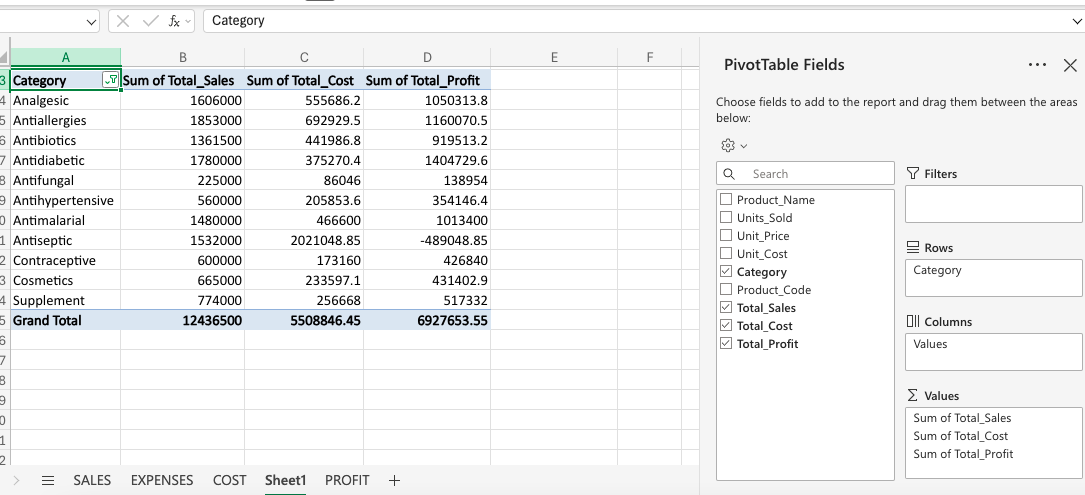 fx
Category
A B C D E F
3 Category Sum of Total_Sales Sum of Total_Cost Sum of Total_Profit
4 Analgesic 1606000 555686.2 1050313.8
5 Antiallergies 1853000 692929.5 1160070.5
6 Antibiotics 1361500 441986.8 919513.2
7 Antidiabetic 1780000 375270.4 1404729.6
8 Antifungal 225000 86046 138954
9 Antihypertensive 560000 205853.6 354146.4
0 Antimalarial 1480000 466600 1013400
1 Antiseptic 1532000 2021048.85 -489048.85
2 Contraceptive 600000 173160 426840
3 Cosmetics 665000 233597.1 431402.9
4 Supplement 774000 256668 517332
5 Grand Total 12436500 5508846.45 6927653.55
6
7
8
9
0
1
2
SALES EXPENSES COST Sheet1 PROFIT +
PivotTable Fields
Choose fields to add to the report and drag them between the areas
below:
Search
Product_Name
Units_Sold
Unit_Price
Unit_Cost
Category
Product_Code
Total_Sales
Total_Cost
Total_Profit
Filters
Rows
Category
Columns
Values
Σ Values
Sum of Total_Sales
Sum of Total_Cost
Sum of Total_Profit